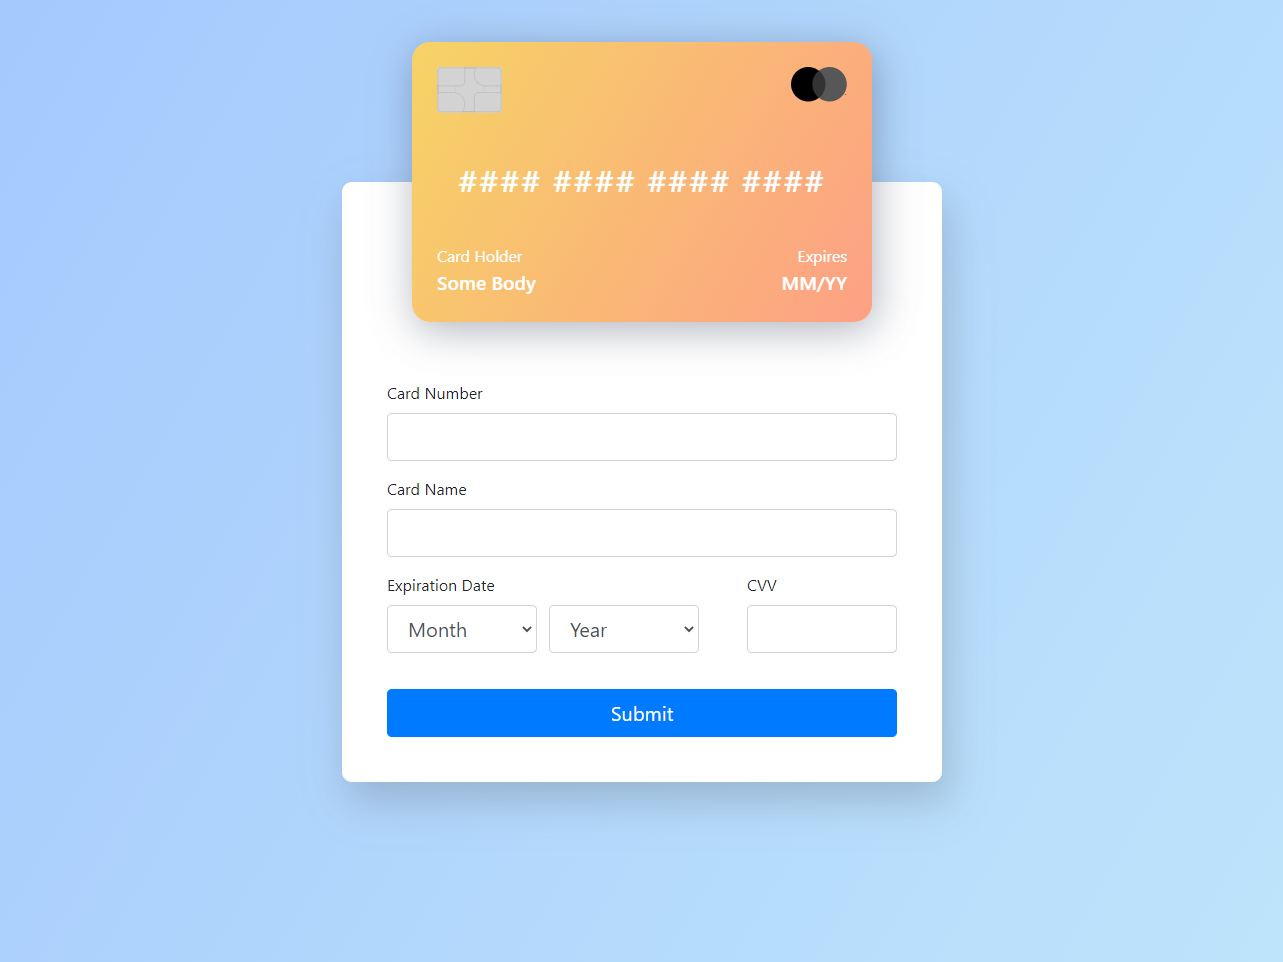 #### #### #### ####
Card Holder
Expires
Some Body
MM/YY
Card Number
Card Name
Expiration Date
CVV
Month
Year
Submit